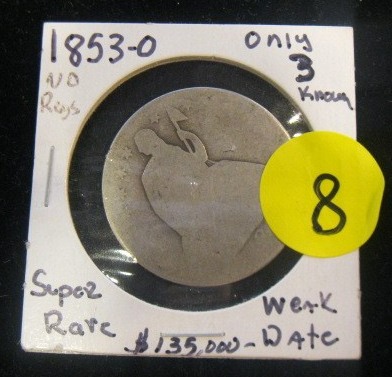 1853-O
Only
3
Known
NO
Rays
8
Super
Rare
Weak
$135,000 - Date